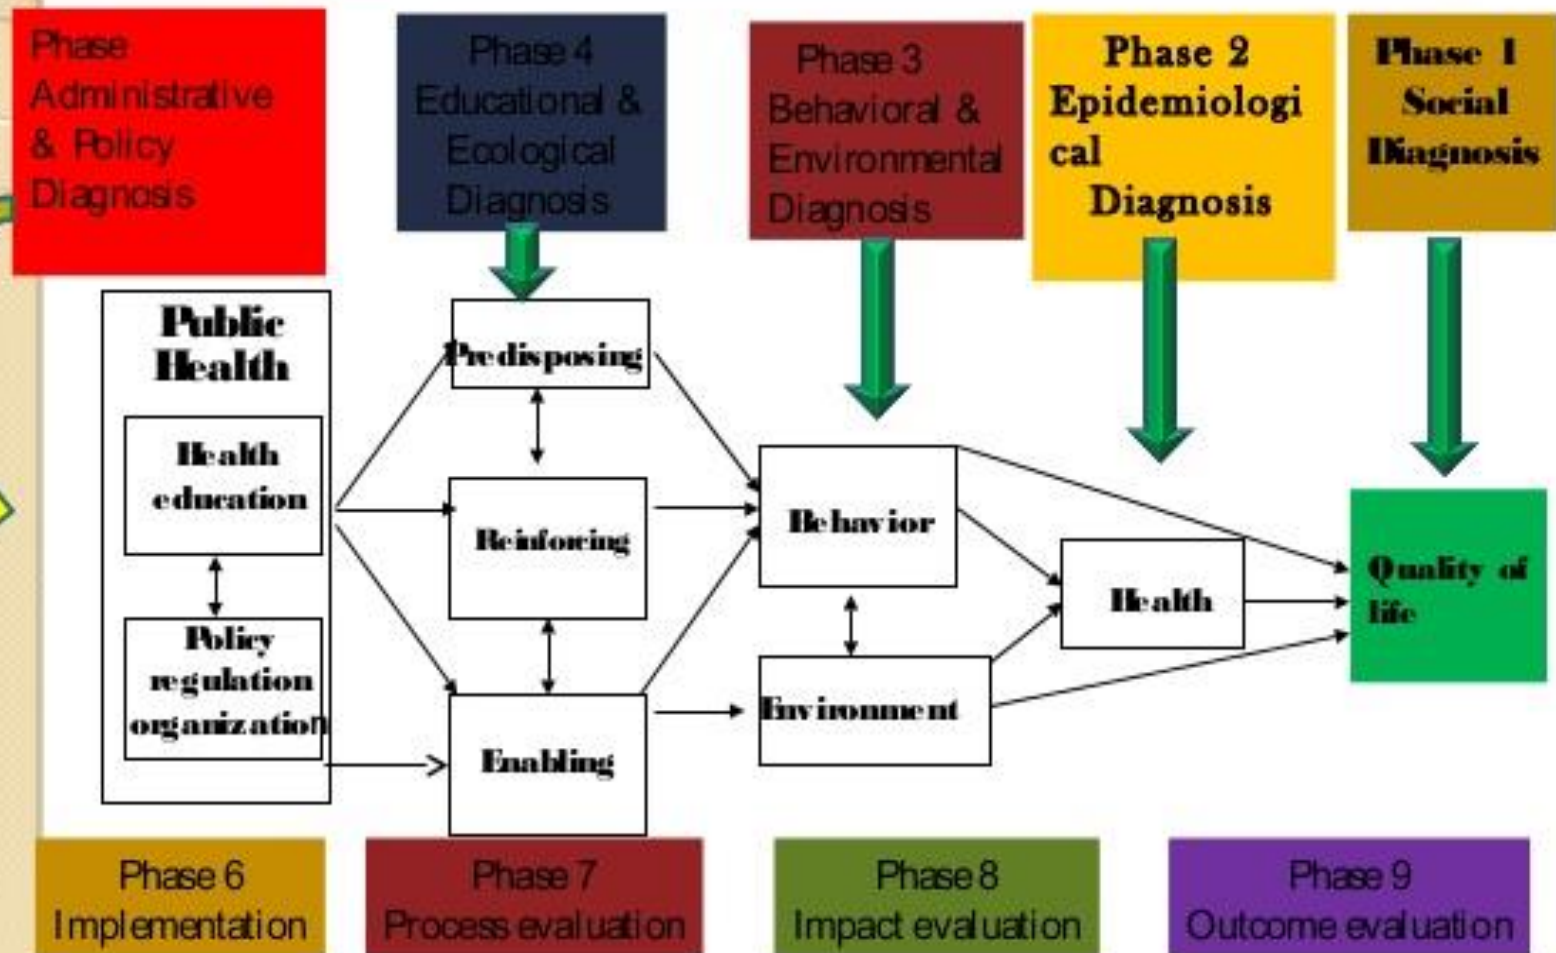 Phase
Administrative
& Policy
Diagnosis
Phase 4
Educational &
Ecological
Diagnosis
Phase 3
Behavioral &
Environmental
Diagnosis
Phase 2
Epidemiologi
cal
Diagnosis
Phase 1
Social
Diagnosis
Public
Health
Health
education
Policy
regulation
organization
Predisposing
Reinforcing
Enabling
Behavior
Environment
Health
Quality of
life
Phase 6
Implementation
Phase 7
Process evaluation
Phase 8
Impact evaluation
Phase 9
Outcome evaluation